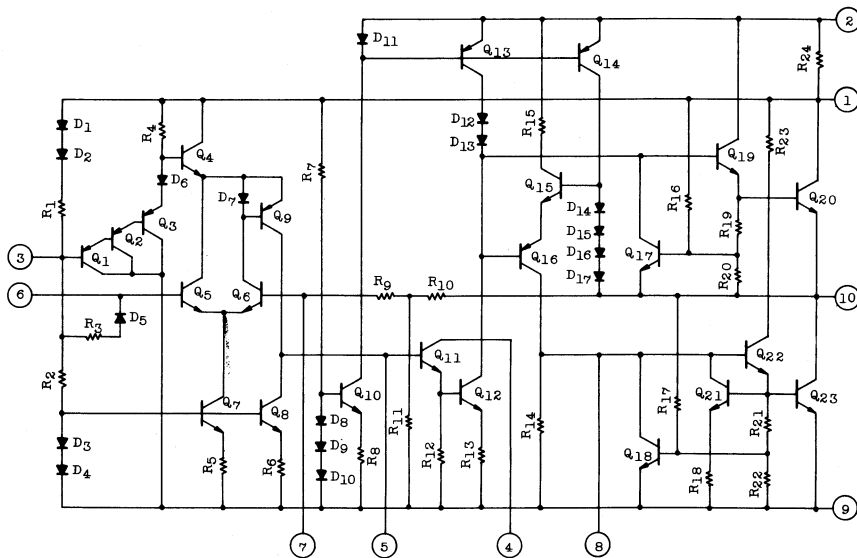 2
D11
Q13
Q14
R24
1
D1
R4
D12
R15
R23
D2
Q4
D13
Q19
D6
R7
Q15
R16
Q20
R1
Q3
D7
Q9
D14
R19
Q2
D15
3
Q1
Q16
D16
Q17
R20
D17
6
Q5
Q6
R9
R10
10
R3
D5
Q11
Q22
R2
Q7
Q8
Q10
Q12
R14
R17
Q21
Q23
D8
R11
R21
D3
D9
R12
R13
Q18
D4
R5
R6
D10
R8
R18
R22
9
7
5
4
8